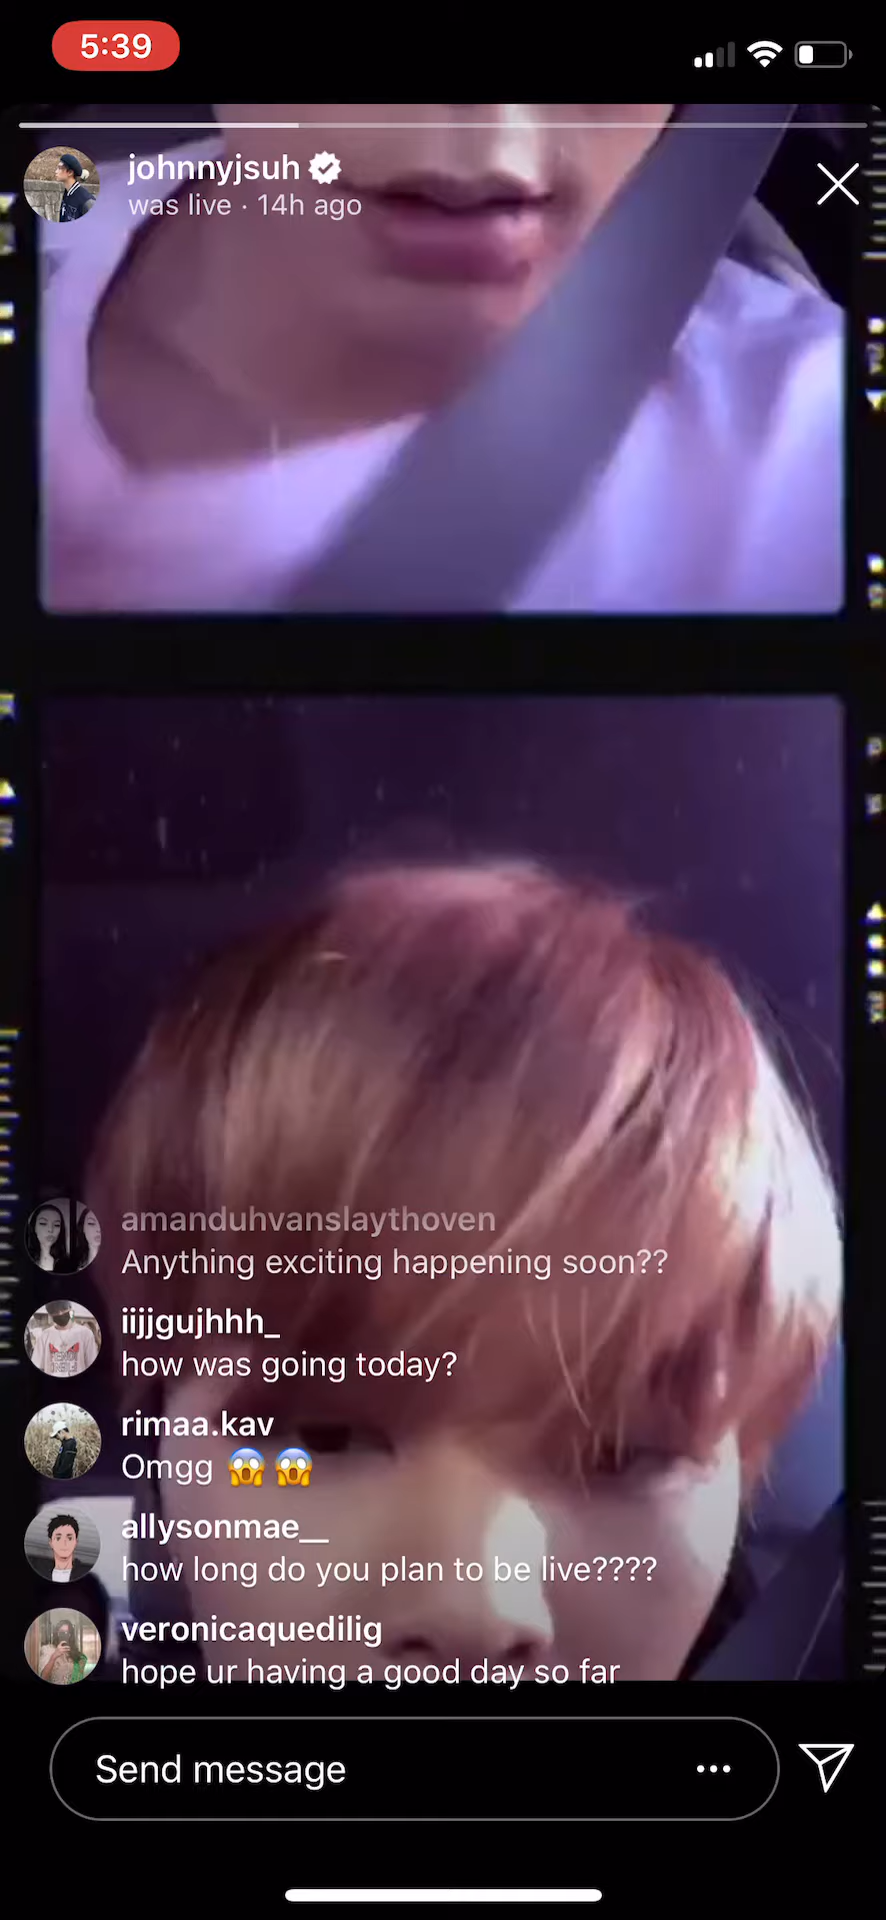 5:39
johnnyjsuh
was live · 14h ago
amanduhvanslaythoven
Anything exciting happening soon??
iijjgujhhh_
how was going today?
rimaa.kav
Omgg 😱😱
allysonmae__
how long do you plan to be live????
veronicaquedilig
hope ur having a good day so far
Send message